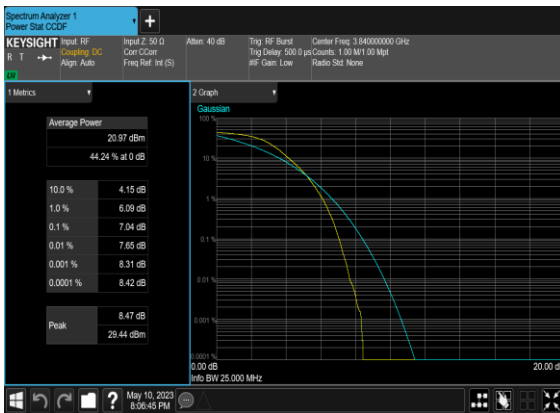 Spectrum Analyzer 1
Power Stat CCDF
KEYSIGHT
R T
LV
Input: RF
Coupling: DC
Align: Auto
Input Z: 50 Ω
Corr CCorr
Freq Ref: Int (S)
Atten: 40 dB
Trig: RF Burst
Trig Delay: 500.0 µs
#IF Gain: Low
Center Freq: 3.840000000 GHz
Counts: 1.00 M/1.00 Mpt
Radio Std: None
1 Metrics
Average Power
20.97 dBm
44.24 % at 0 dB
10.0 % 4.15 dB
1.0 % 6.09 dB
0.1 % 7.04 dB
0.01 % 7.65 dB
0.001 % 8.31 dB
0.0001 % 8.42 dB
Peak
8.47 dB
29.44 dBm
2 Graph
Gaussian
100 %
10 %
1 %
0.1 %
0.01 %
0.001 %
0.0001 %
0.00 dB
20.00 dB
Info BW 25.000 MHz
May 10, 2023
8:06:45 PM